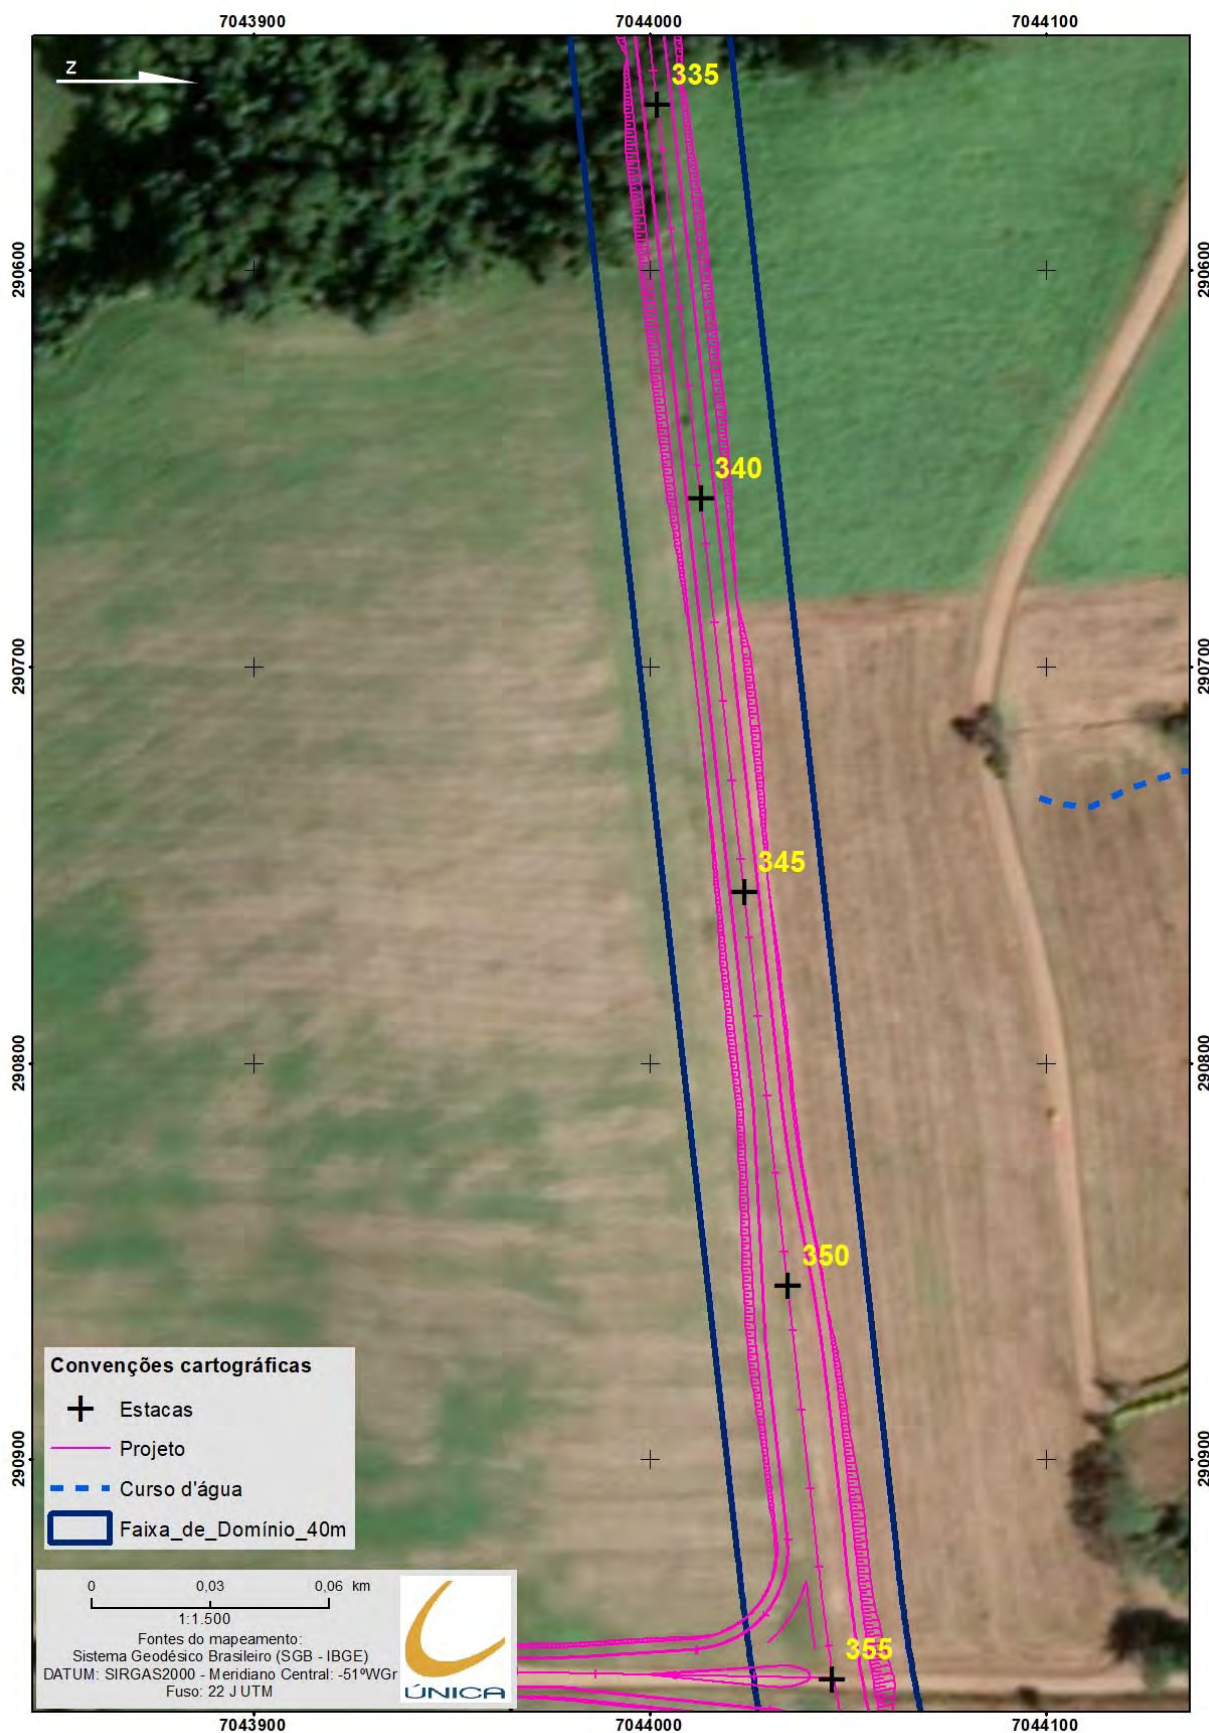 7043900 7044000 7044100
Z
335
290600 290600
340
290700 290700
345
290800 290800
350
Convenções cartográficas
Estacas
Projeto
Curso d'água
Faixa_de_Domínio_40m
290900 290900
0 0,03 0,06 km
1:1.500
Fontes do mapeamento:
Sistema Geodésico Brasileiro (SGB - IBGE)
DATUM: SIRGAS2000 - Meridiano Central: -51ºWGr
Fuso: 22 J UTM
ÚNICA
355
7043900 7044000 7044100